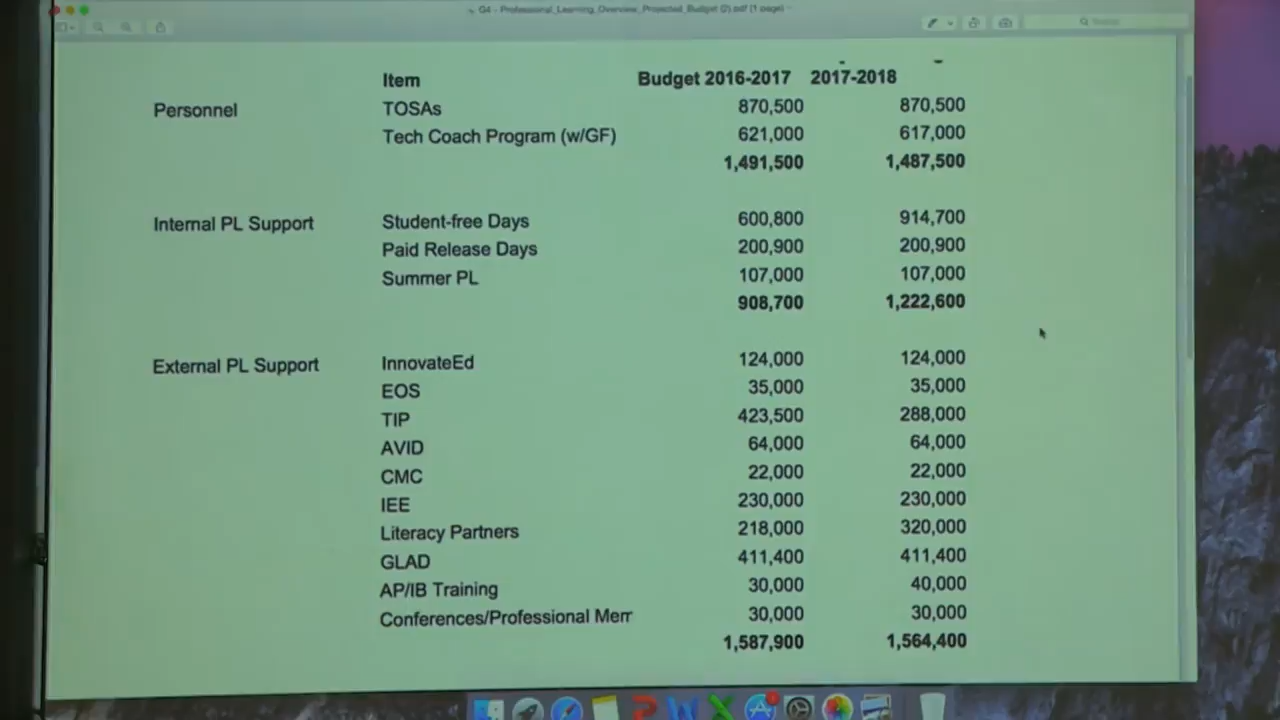 G4 - Professional_Learning_Overview_Projected_Budget (2).pdf (1 page)
Item Budget 2016-2017 2017-2018
Personnel TOSAs 870,500 870,500
Tech Coach Program (w/GF) 621,000 617,000
1,491,500 1,487,500
Internal PL Support Student-free Days 600,800 914,700
Paid Release Days 200,900 200,900
Summer PL 107,000 107,000
908,700 1,222,600
External PL Support InnovateEd 124,000 124,000
EOS 35,000 35,000
TIP 423,500 288,000
AVID 64,000 64,000
CMC 22,000 22,000
IEE 230,000 230,000
Literacy Partners 218,000 320,000
GLAD 411,400 411,400
AP/IB Training 30,000 40,000
Conferences/Professional Mem 30,000 30,000
1,587,900 1,564,400